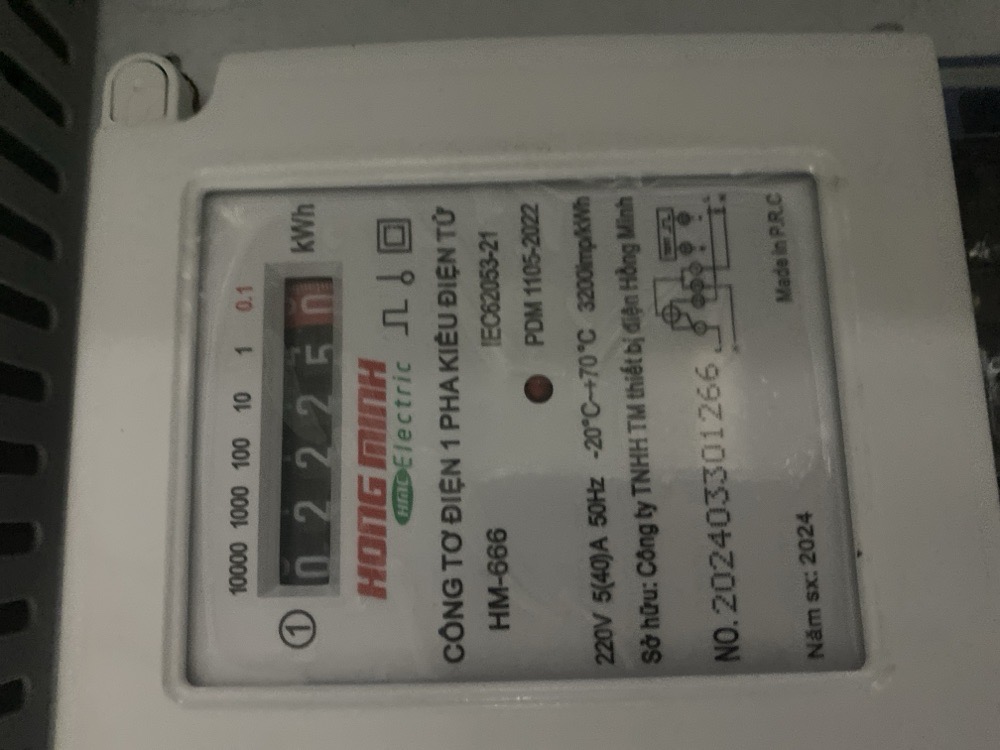 10000 1000 100 10 1 0.1
1 0 2 2 2 5 0 kWh
HONG MINH
HMC Electric
CÔNG TƠ ĐIỆN 1 PHA KIỂU ĐIỆN TỬ
HM-666 IEC62053-21
PDM 1105-2022
220V 5(40)A 50Hz -20°C~+70°C 3200imp/kWh
Sở hữu: Công ty TNHH TM thiết bị điện Hồng Minh
NO. 202403301266
Năm sx: 2024 Made in P.R.C